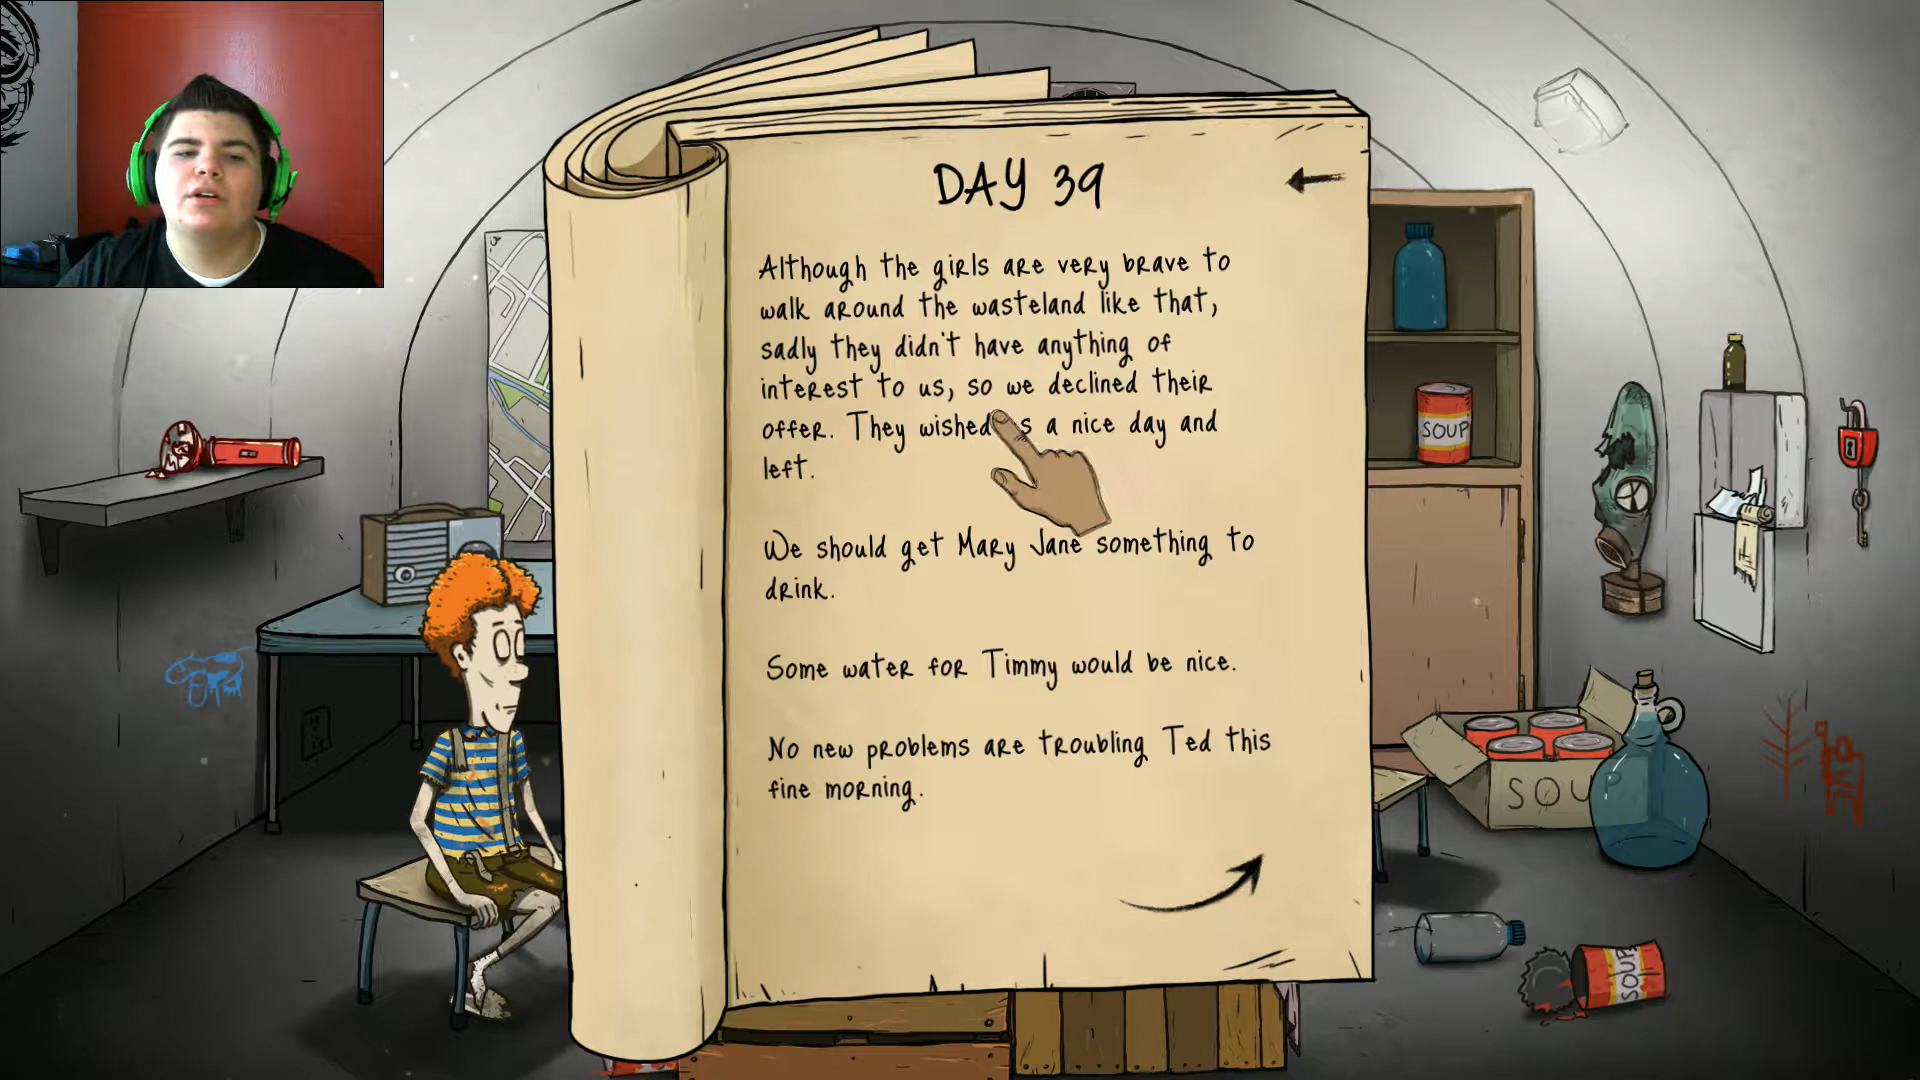 DAY 39
Although the girls are very brave to
walk around the wasteland like that,
sadly they didn't have anything of
interest to us, so we declined their
offer. They wished s a nice day and
left.
We should get Mary Jane something to
drink.
Some water for Timmy would be nice.
No new problems are troubling Ted this
fine morning.
SOUP
SOUP
SOUP